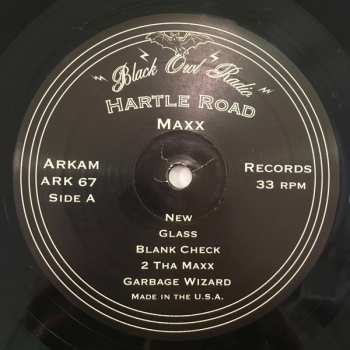 Black Owl Radio
Hartle Road
Maxx
Arkam
ARK 67
Side A
Records
33 RPM
New
Glass
Blank Check
2 Tha Maxx
Garbage Wizard
Made in the U.S.A.